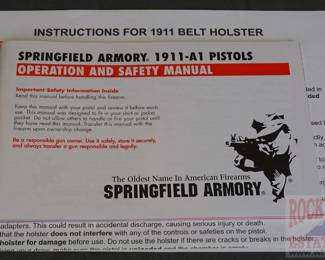 INSTRUCTIONS FOR 1911 BELT HOLSTER
SPRINGFIELD ARMORY® 1911-A1 PISTOLS
OPERATION AND SAFETY MANUAL
Important Safety Information Inside
Read this manual before handling this firearm.
Keep this manual with your pistol and review it before each
use. This manual was designed to fit in your shirt or jacket
pocket. Do not allow others to handle or fire your pistol until
they have read this manual. Transfer this manual with the
firearm upon ownership change.
Be a responsible gun owner. Use it safely, store it securely,
and always transfer a gun responsible and legally.
The Oldest Name In American Firearms
SPRINGFIELD ARMORY®
adapters. This could result in accidental discharge, causing serious injury or death.
that the holster does not interfere with any of the controls or safeties on the pistol.
holster for damage before use. Do not use the holster if there are cracks or breaks in the
ROCK
ESTA